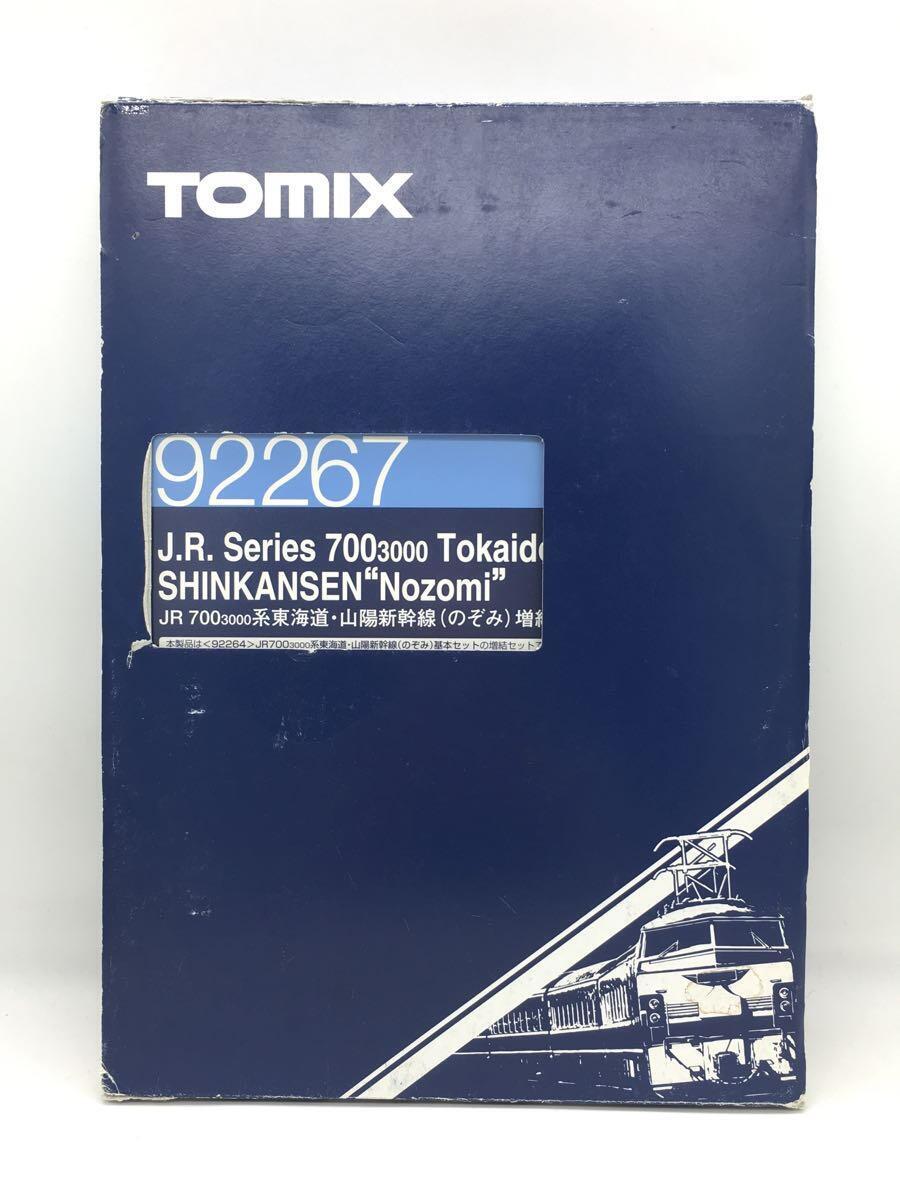 TOMIX
92267
J.R. Series 7003000 Tokaido
SHINKANSEN“Nozomi”
JR 7003000系東海道・山陽新幹線(のぞみ)増結
本製品は<92264>JR7003000系東海道・山陽新幹線(のぞみ)基本セットの増結セットで